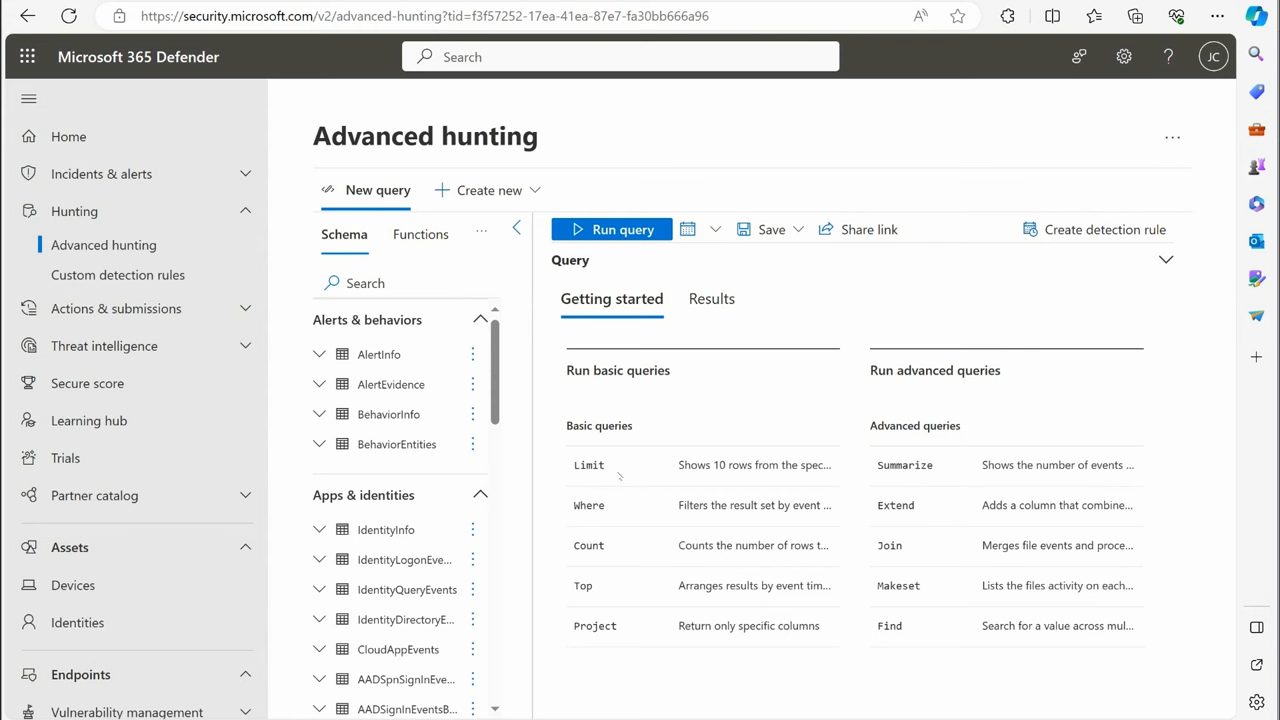 https://security.microsoft.com/v2/advanced-hunting?tid=f3f57252-17ea-41ea-87e7-fa30bb666a96
Microsoft 365 Defender
Search
JC
Home
Incidents & alerts
Hunting
Advanced hunting
Custom detection rules
Actions & submissions
Threat intelligence
Secure score
Learning hub
Trials
Partner catalog
Assets
Devices
Identities
Endpoints
Vulnerability management
Advanced hunting
New query
Create new
Schema
Functions
Search
Alerts & behaviors
AlertInfo
AlertEvidence
BehaviorInfo
BehaviorEntities
Apps & identities
IdentityInfo
IdentityLogonEve...
IdentityQueryEvents
IdentityDirectoryE...
CloudAppEvents
AADSpnSignInEve...
AADSignInEventsB...
Run query
Save
Share link
Create detection rule
Query
Getting started
Results
Run basic queries
Basic queries
Limit Shows 10 rows from the spec...
Where Filters the result set by event ...
Count Counts the number of rows t...
Top Arranges results by event tim...
Project Return only specific columns
Run advanced queries
Advanced queries
Summarize Shows the number of events ...
Extend Adds a column that combine...
Join Merges file events and proce...
Makeset Lists the files activity on each...
Find Search for a value across mul...